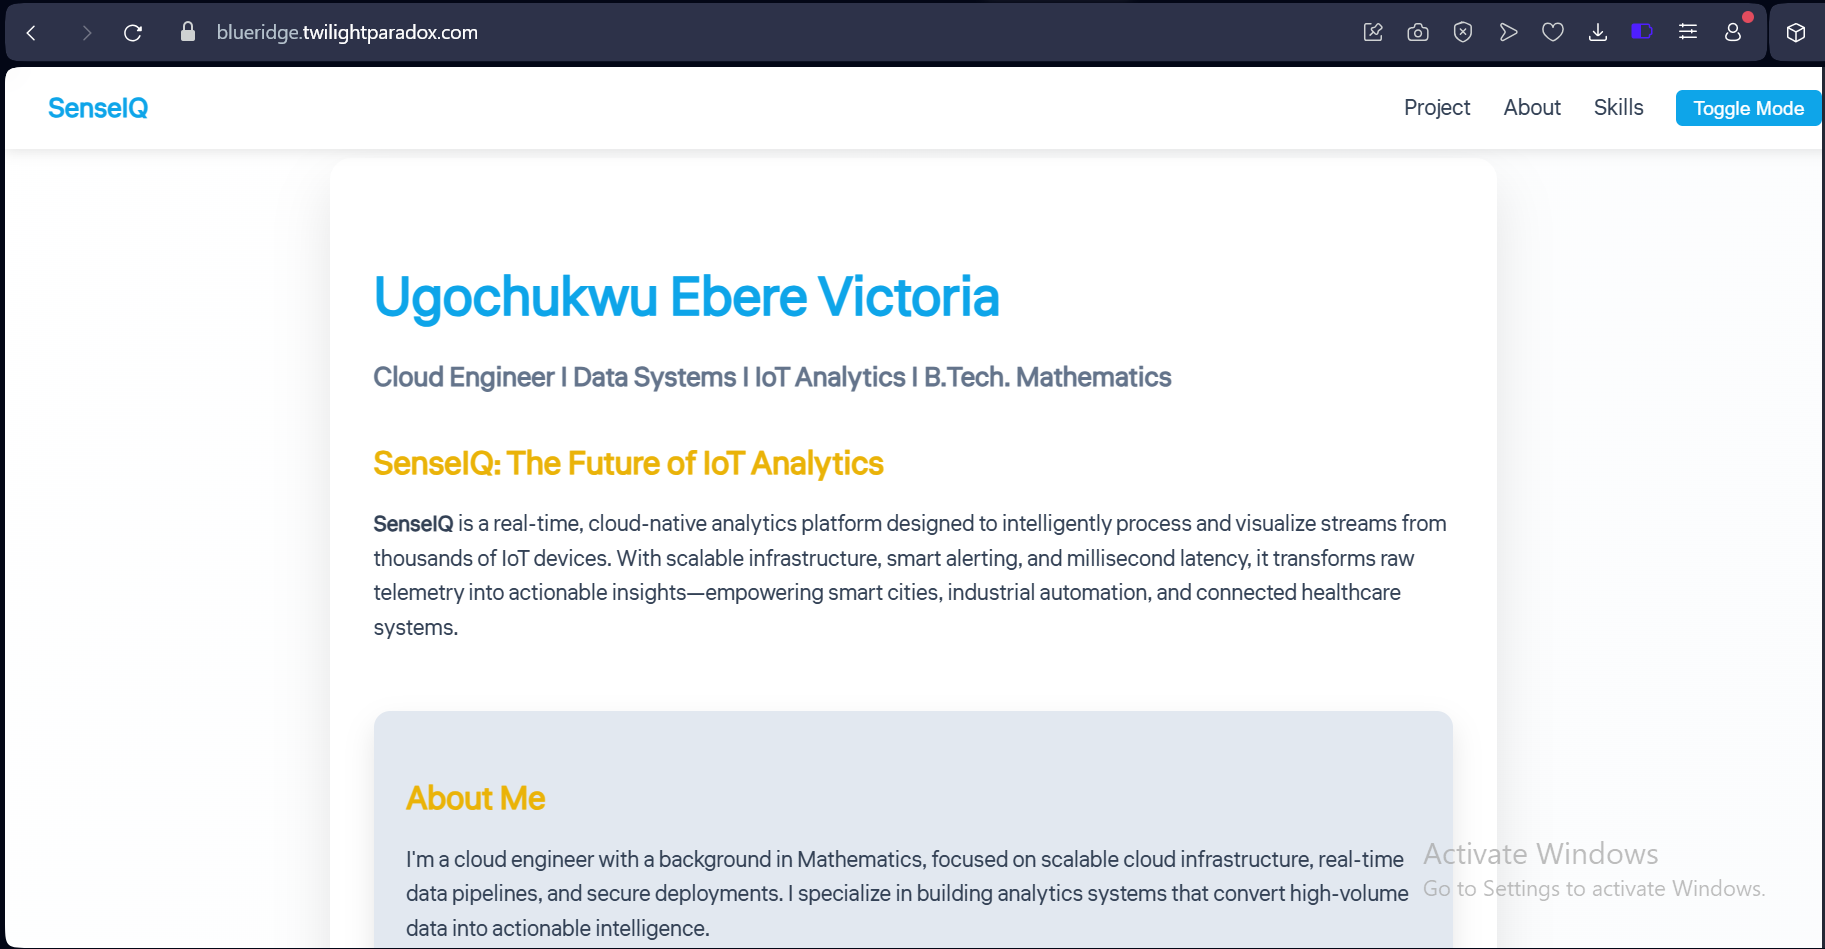 blueridge.twilightparadox.com
SenseIQ
Project About Skills Toggle Mode
Ugochukwu Ebere Victoria
Cloud Engineer | Data Systems | IoT Analytics | B.Tech. Mathematics
SenseIQ: The Future of IoT Analytics
SenseIQ is a real-time, cloud-native analytics platform designed to intelligently process and visualize streams from
thousands of IoT devices. With scalable infrastructure, smart alerting, and millisecond latency, it transforms raw
telemetry into actionable insights—empowering smart cities, industrial automation, and connected healthcare
systems.
About Me
I'm a cloud engineer with a background in Mathematics, focused on scalable cloud infrastructure, real-time
data pipelines, and secure deployments. I specialize in building analytics systems that convert high-volume
data into actionable intelligence.
Activate Windows
Go to Settings to activate Windows.